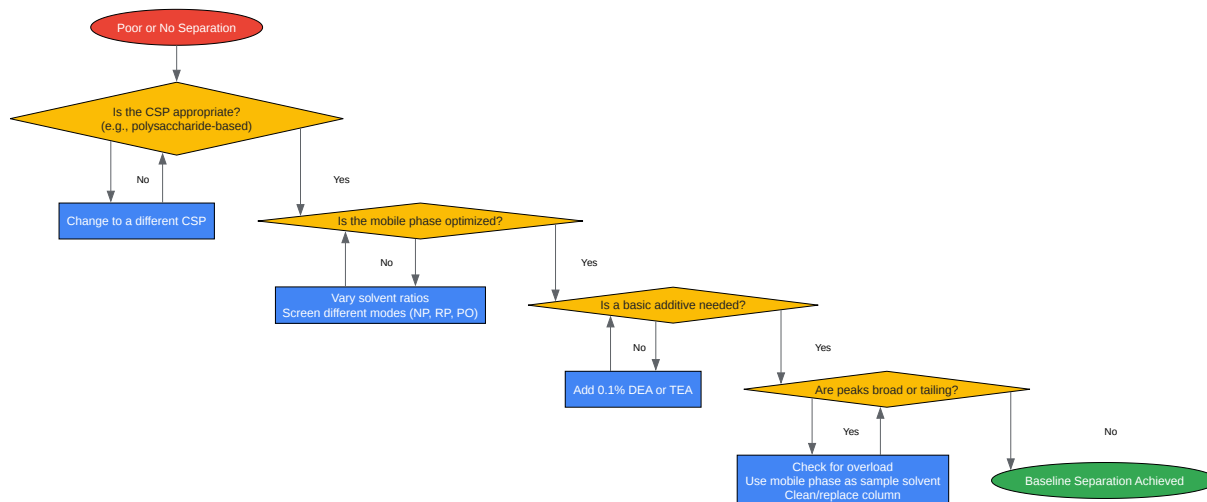 Poor or No Separation
Is the CSP appropriate?
(e.g., polysaccharide-based)
No
Yes
Change to a different CSP
Is the mobile phase optimized?
No
Yes
Vary solvent ratios
Screen different modes (NP, RP, PO)
Is a basic additive needed?
No
Yes
Add 0.1% DEA or TEA
Are peaks broad or tailing?
Yes
No
Check for overload
Use mobile phase as sample solvent
Clean/replace column
Baseline Separation Achieved